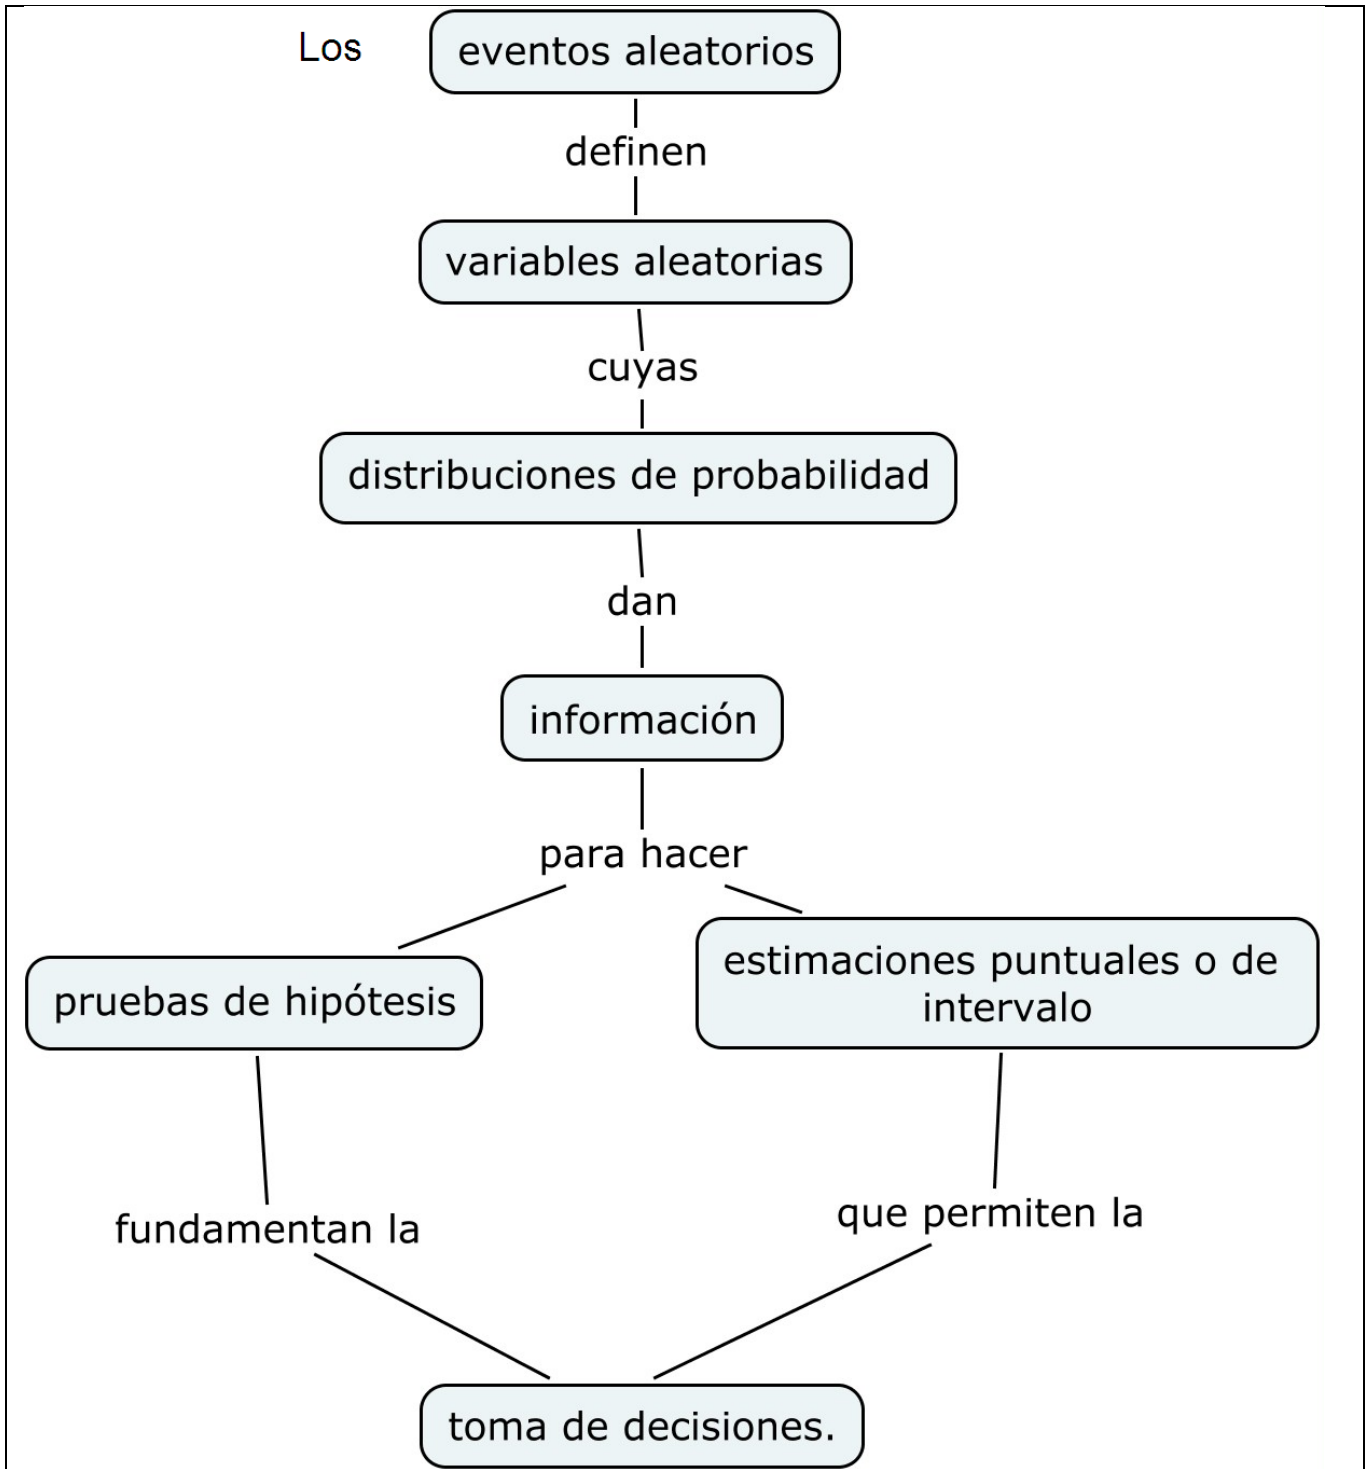 Los eventos aleatorios
definen
variables aleatorias
cuyas
distribuciones de probabilidad
dan
información
para hacer
pruebas de hipótesis
estimaciones puntuales o de
intervalo
fundamentan la
que permiten la
toma de decisiones.